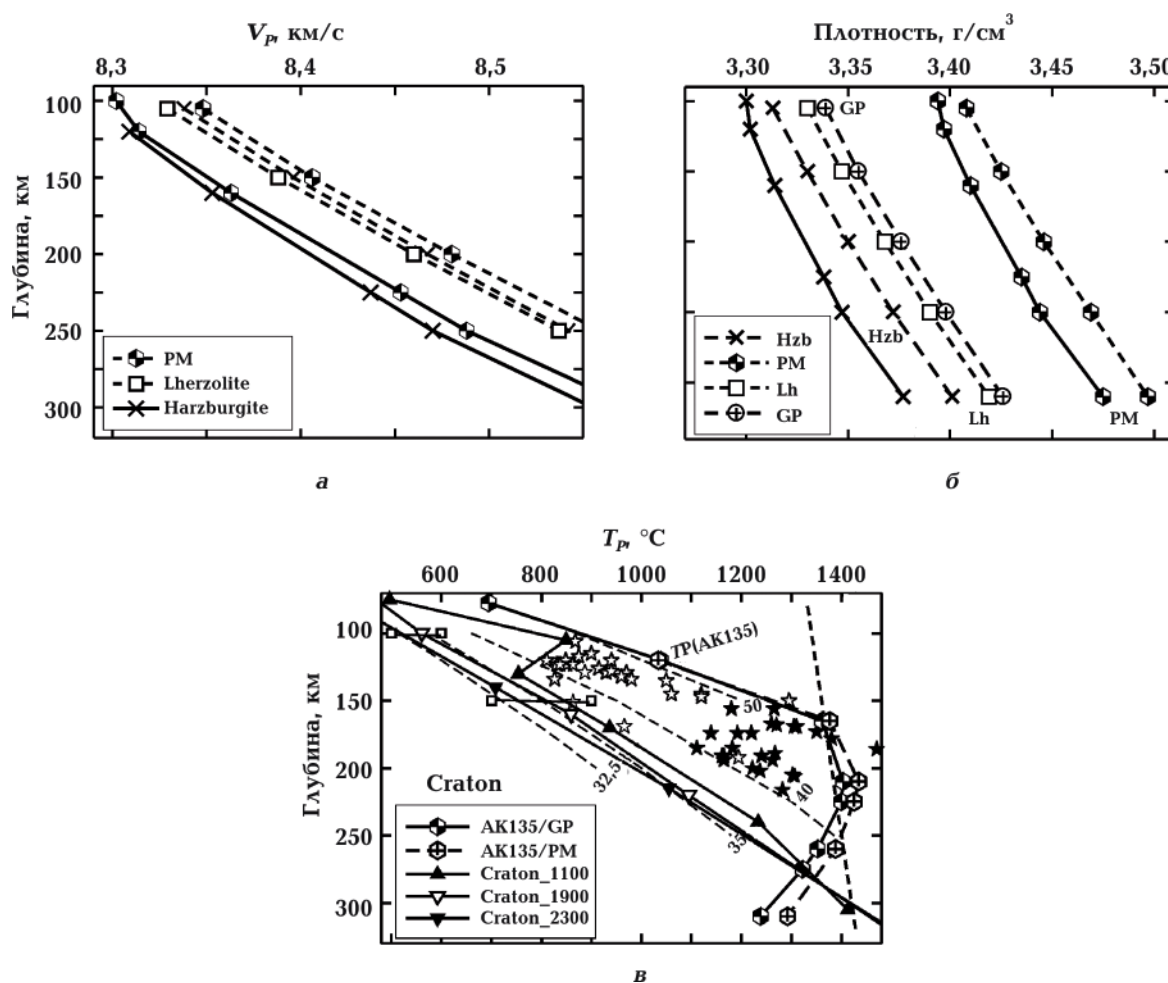 V_P, км/с
8,3 8,4 8,5
Глубина, км
100
150
200
250
300
PM
Lherzolite
Harzburgite
а
Плотность, г/см³
3,30 3,35 3,40 3,45 3,50
GP
Hzb
Hzb
PM
Lh
GP
Lh
PM
б
T_P, °C
600 800 1000 1200 1400
Глубина, км
100
150
200
250
300
TP(AK135)
50
40
32,5
35
Craton
AK135/GP
AK135/PM
Craton_1100
Craton_1900
Craton_2300
в